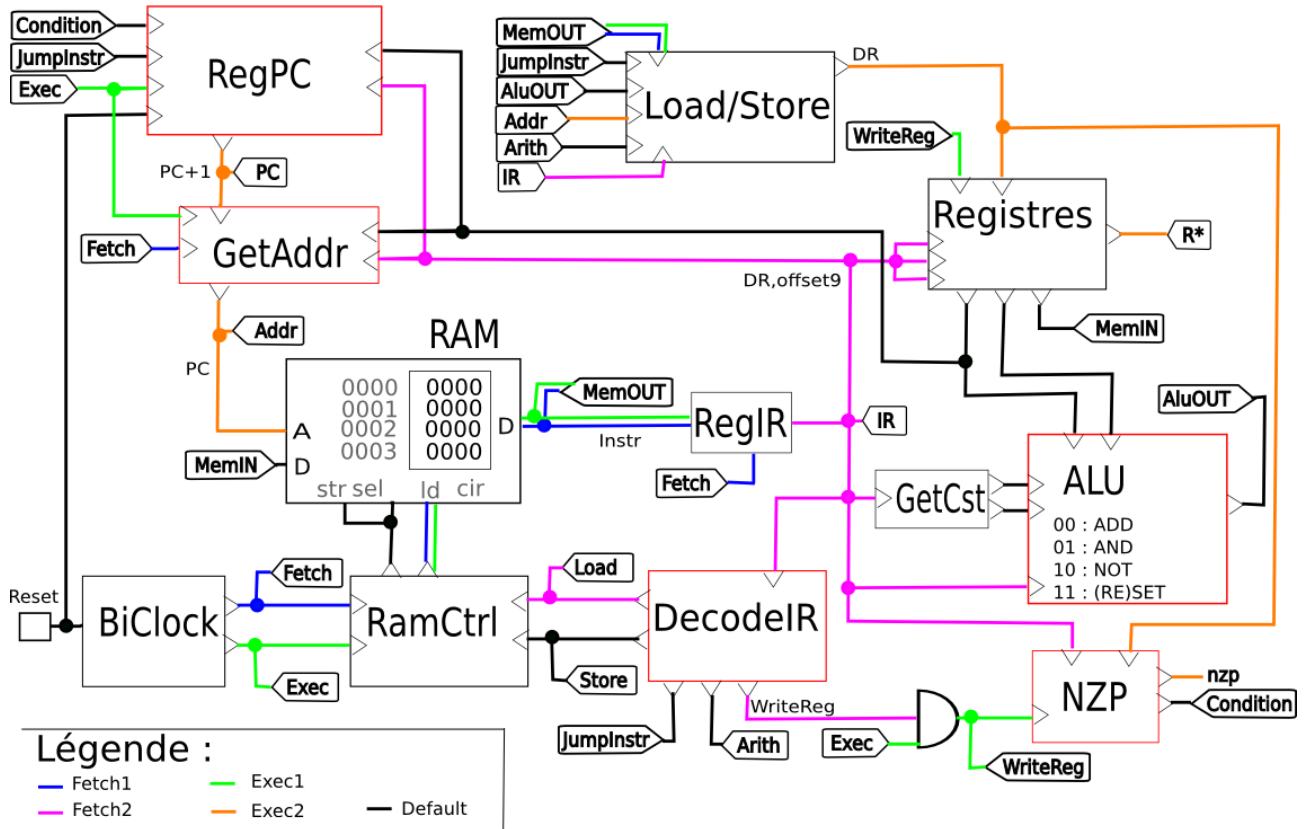 Condition
JumpInstr
Exec
RegPC
PC+1
PC
Fetch
GetAddr
Addr
PC
MemOUT
JumpInstr
AluOUT
Addr
Arith
IR
Load/Store
DR
WriteReg
Registres
R*
DR,offset9
MemIN
RAM
0000 0000
0001 0000
0002 0000
0003 0000
A
D
D
MemIN
str sel ld cir
MemOUT
Instr
RegIR
IR
Fetch
AluOUT
GetCst
ALU
00 : ADD
01 : AND
10 : NOT
11 : (RE)SET
Reset
BiClock
Fetch
Exec
RamCtrl
Load
Store
DecodeIR
JumpInstr
Arith
WriteReg
Exec
WriteReg
NZP
nzp
Condition
Légende :
Fetch1
Exec1
Fetch2
Exec2
Default